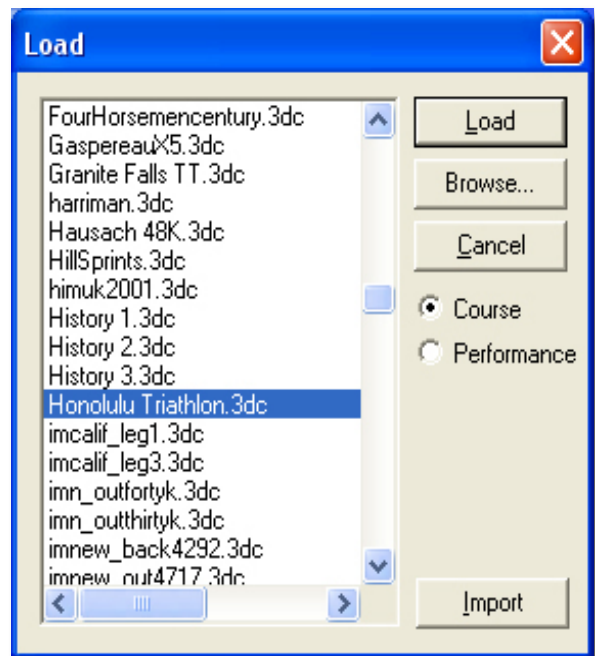 Load
FourHorsemencentury.3dc
GaspereauX5.3dc
Granite Falls TT.3dc
harriman.3dc
Hausach 48K.3dc
HillSprints.3dc
himuk2001.3dc
History 1.3dc
History 2.3dc
History 3.3dc
Honolulu Triathlon.3dc
imcalif_leg1.3dc
imcalif_leg3.3dc
imn_outfortyk.3dc
imn_outthirtyk.3dc
imnew_back4292.3dc
imnew_out4717.3dc
Load
Browse...
Cancel
Course
Performance
Import